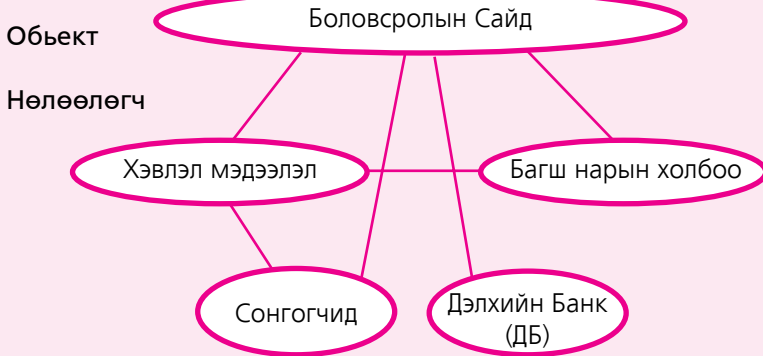 Боловсролын Сайд
Обьект
Нөлөөлөгч
Хэвлэл мэдээлэл
Багш нарын холбоо
Сонгогчид
Дэлхийн Банк
(ДБ)